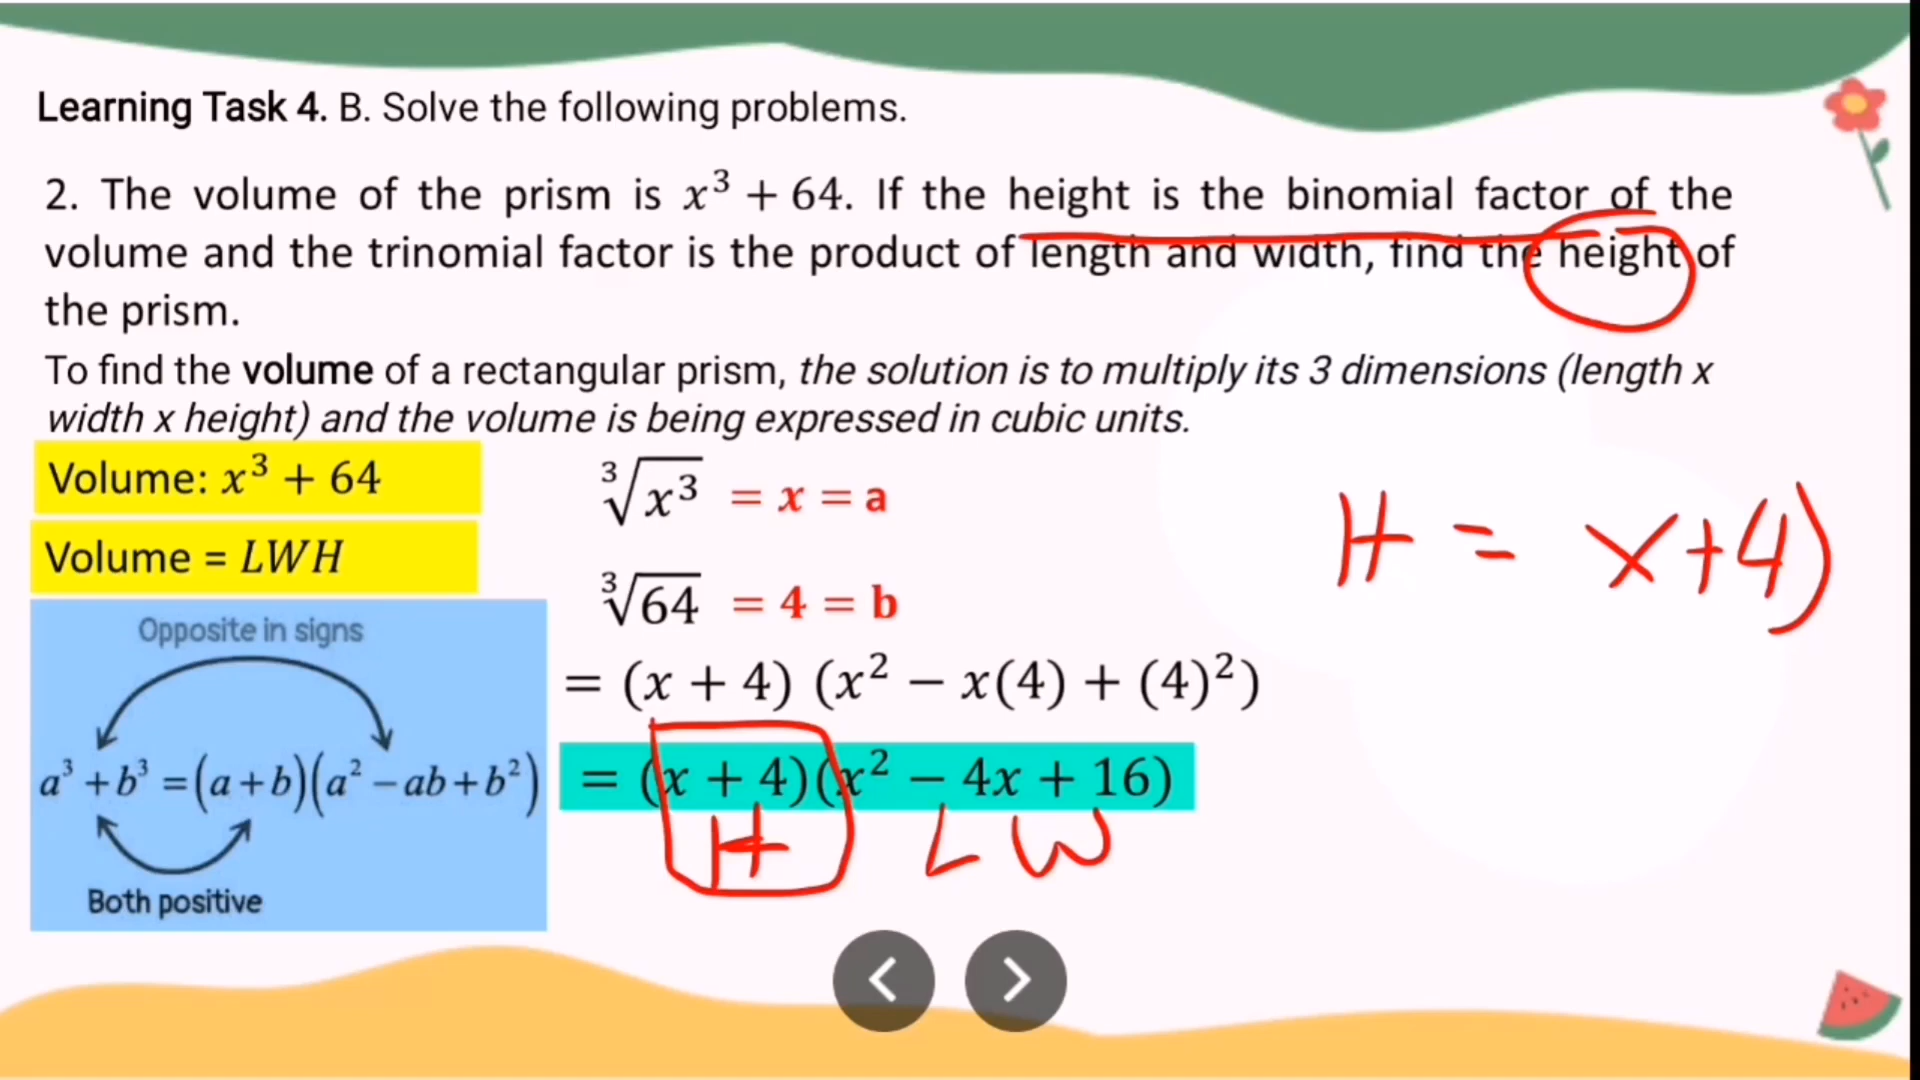 Learning Task 4. B. Solve the following problems.
2. The volume of the prism is x³ + 64. If the height is the binomial factor of the
volume and the trinomial factor is the product of length and width, find the height of
the prism.
To find the volume of a rectangular prism, the solution is to multiply its 3 dimensions (length x
width x height) and the volume is being expressed in cubic units.
Volume: x³ + 64
∛x³ = x = a
H = x+4)
Volume = LWH
∛64 = 4 = b
Opposite in signs
= (x + 4) (x² − x(4) + (4)²)
a³ + b³ = (a + b)(a² − ab + b²)
= (x + 4)(x² − 4x + 16)
H L W
Both positive